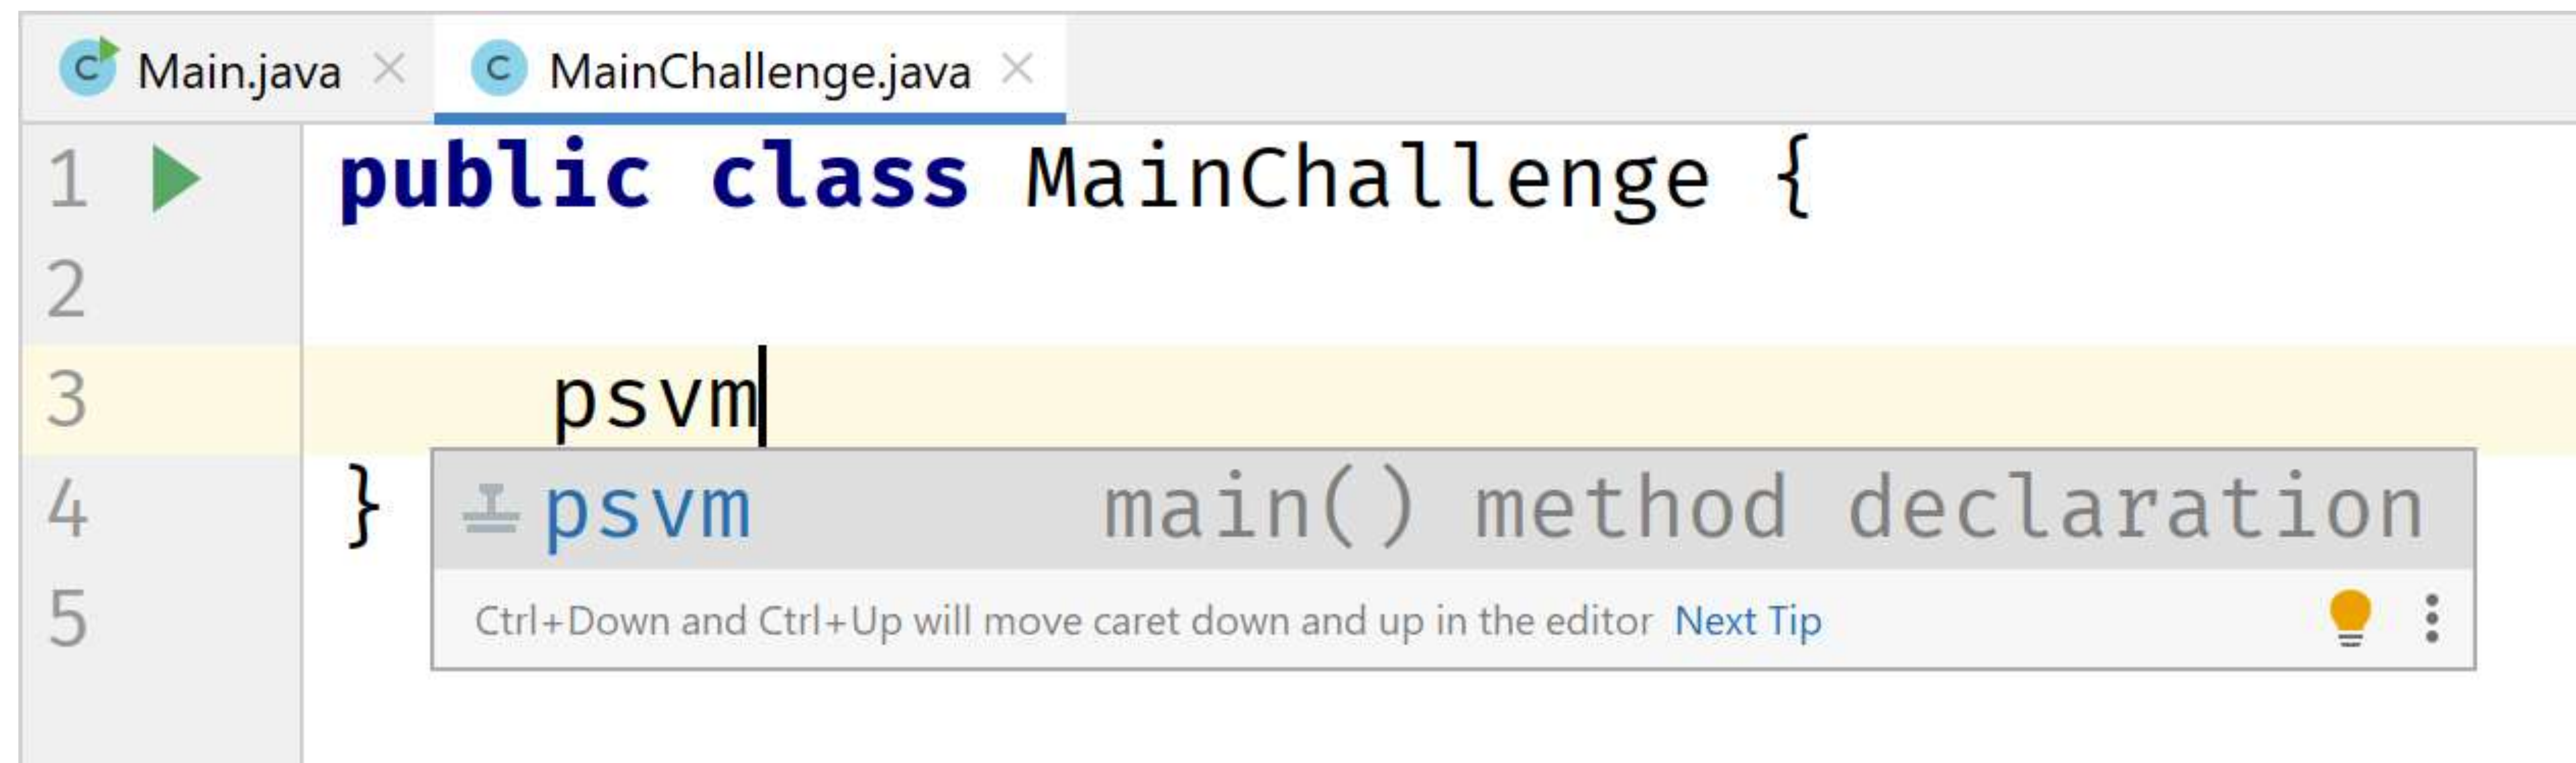 C Main.java × C MainChallenge.java ×
1 public class MainChallenge {
2
3 psvm
4 }
psvm main() method declaration
5
Ctrl+Down and Ctrl+Up will move caret down and up in the editor Next Tip